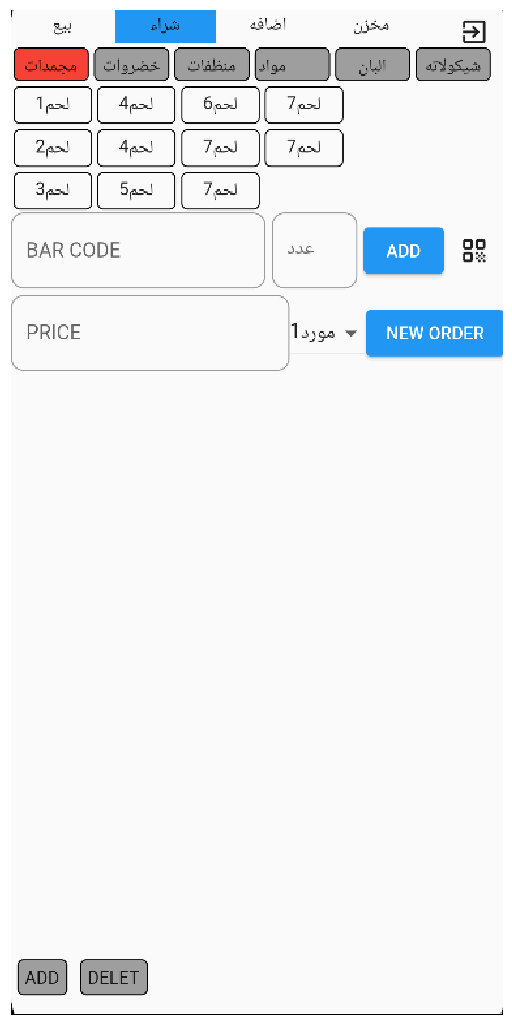 بيع شراء اضافه مخزن
مجمدات خضروات منظفات مواد البان شيكولاته
لحم1 لحم4 لحم6 لحم7
لحم2 لحم4 لحم7 لحم7
لحم3 لحم5 لحم7
BAR CODE عدد ADD
PRICE مورد1 NEW ORDER
ADD DELET